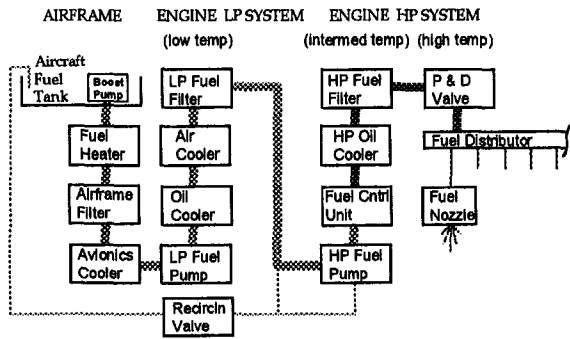 AIRFRAME
ENGINE LP SYSTEM
(low temp)
ENGINE HP SYSTEM
(intermed temp) (high temp)
Aircraft
Fuel
Tank
Boost
Pump
Fuel
Heater
Airframe
Filter
Avionics
Cooler
LP Fuel
Filter
Air
Cooler
Oil
Cooler
LP Fuel
Pump
Recircln
Valve
HP Fuel
Filter
HP Oil
Cooler
Fuel Cntrl
Unit
HP Fuel
Pump
P & D
Valve
Fuel Distributor
Fuel
Nozzle